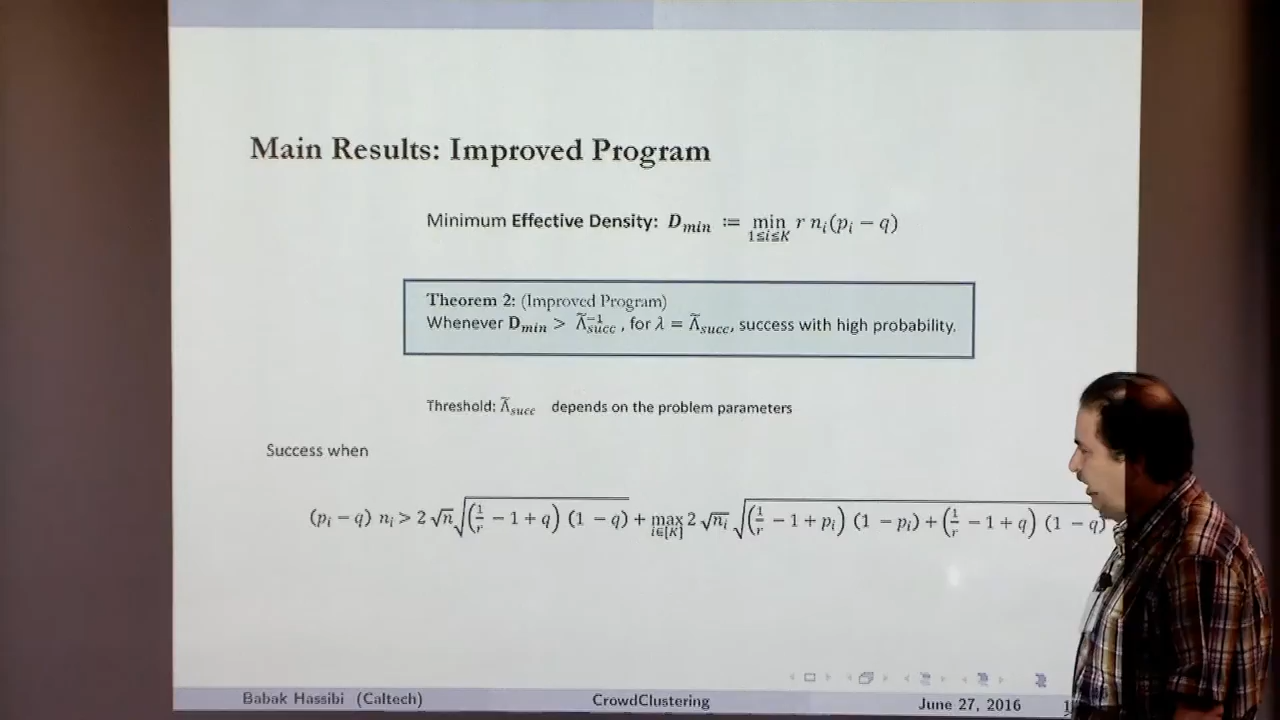 Main Results: Improved Program
Minimum Effective Density: D_min := min_{1≤i≤K} r n_i(p_i − q)
Theorem 2: (Improved Program)
Whenever D_min > Λ̃_succ^{−1}, for λ = Λ̃_succ, success with high probability.
Threshold: Λ̃_succ depends on the problem parameters
Success when
(p_i − q) n_i > 2 √n √((1/r − 1 + q) (1 − q)) + max_{i∈[K]} 2 √n_i √((1/r − 1 + p_i) (1 − p_i) + (1/r − 1 + q) (1 − q))
Babak Hassibi (Caltech) CrowdClustering June 27, 2016